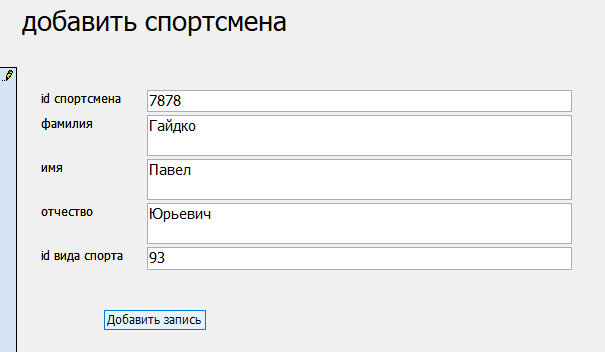 добавить спортсмена
id спортсмена 7878
фамилия Гайдко
имя Павел
отчество Юрьевич
id вида спорта 93
Добавить запись